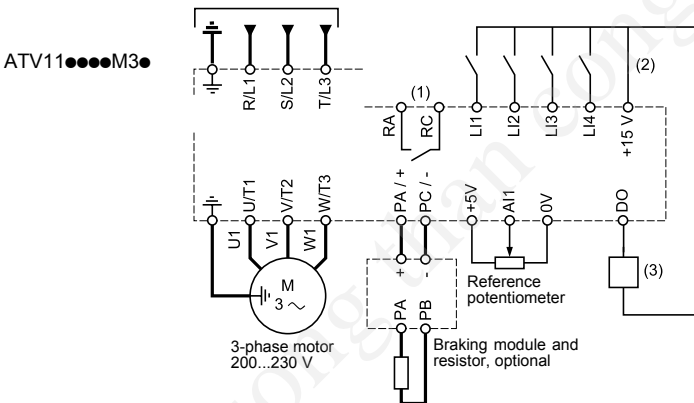 ATV11●●●●M3●
R/L1
S/L2
T/L3
(1)
RA
RC
LI1
LI2
LI3
LI4
+15 V
(2)
U/T1
V/T2
W/T3
PA / +
PC / -
+5V
AI1
0V
DO
U1
V1
W1
M
3 ~
+
-
PA
PB
Reference
potentiometer
(3)
3-phase motor
200...230 V
Braking module and
resistor, optional